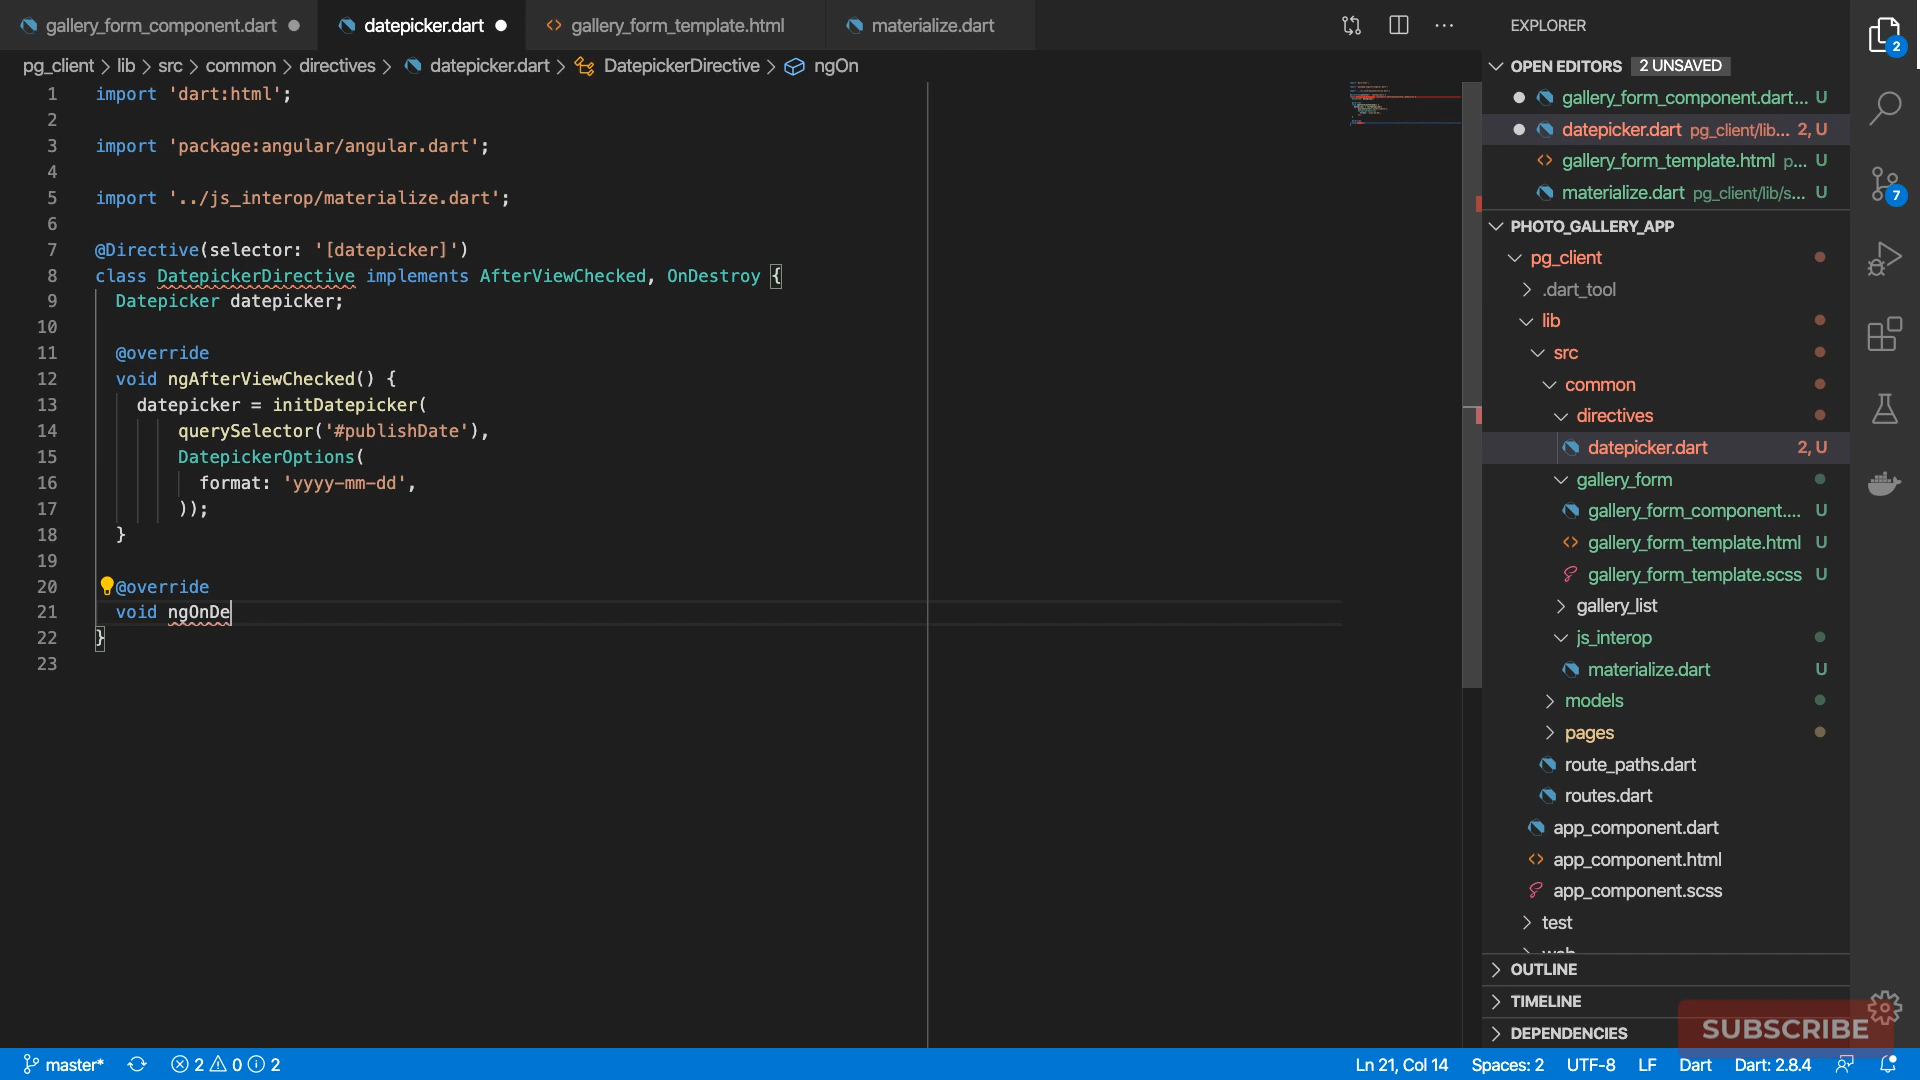 gallery_form_component.dart
datepicker.dart
gallery_form_template.html
materialize.dart
pg_client > lib > src > common > directives > datepicker.dart > DatepickerDirective > ngOn
1 import 'dart:html';
2
3 import 'package:angular/angular.dart';
4
5 import '../js_interop/materialize.dart';
6
7 @Directive(selector: '[datepicker]')
8 class DatepickerDirective implements AfterViewChecked, OnDestroy {
9 Datepicker datepicker;
10
11 @override
12 void ngAfterViewChecked() {
13 datepicker = initDatepicker(
14 querySelector('#publishDate'),
15 DatepickerOptions(
16 format: 'yyyy-mm-dd',
17 ));
18 }
19
20 @override
21 void ngOnDe
22 }
23
EXPLORER
OPEN EDITORS 2 UNSAVED
gallery_form_component.dart... U
datepicker.dart pg_client/lib... 2, U
gallery_form_template.html p... U
materialize.dart pg_client/lib/s... U
PHOTO_GALLERY_APP
pg_client
.dart_tool
lib
src
common
directives
datepicker.dart 2, U
gallery_form
gallery_form_component.... U
gallery_form_template.html U
gallery_form_template.scss U
gallery_list
js_interop
materialize.dart U
models
pages
route_paths.dart
routes.dart
app_component.dart
app_component.html
app_component.scss
test
OUTLINE
TIMELINE
DEPENDENCIES
SUBSCRIBE
2
7
master* 2 0 2
Ln 21, Col 14 Spaces: 2 UTF-8 LF Dart Dart: 2.8.4